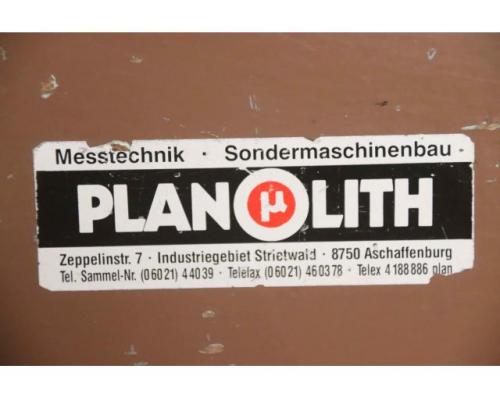 Messtechnik · Sondermaschinenbau
PLANµLITH
Zeppelinstr. 7 · Industriegebiet Strietwald · 8750 Aschaffenburg
Tel. Sammel-Nr. (06021) 44039 · Telefax (06021) 460378 · Telex 4188886 plan